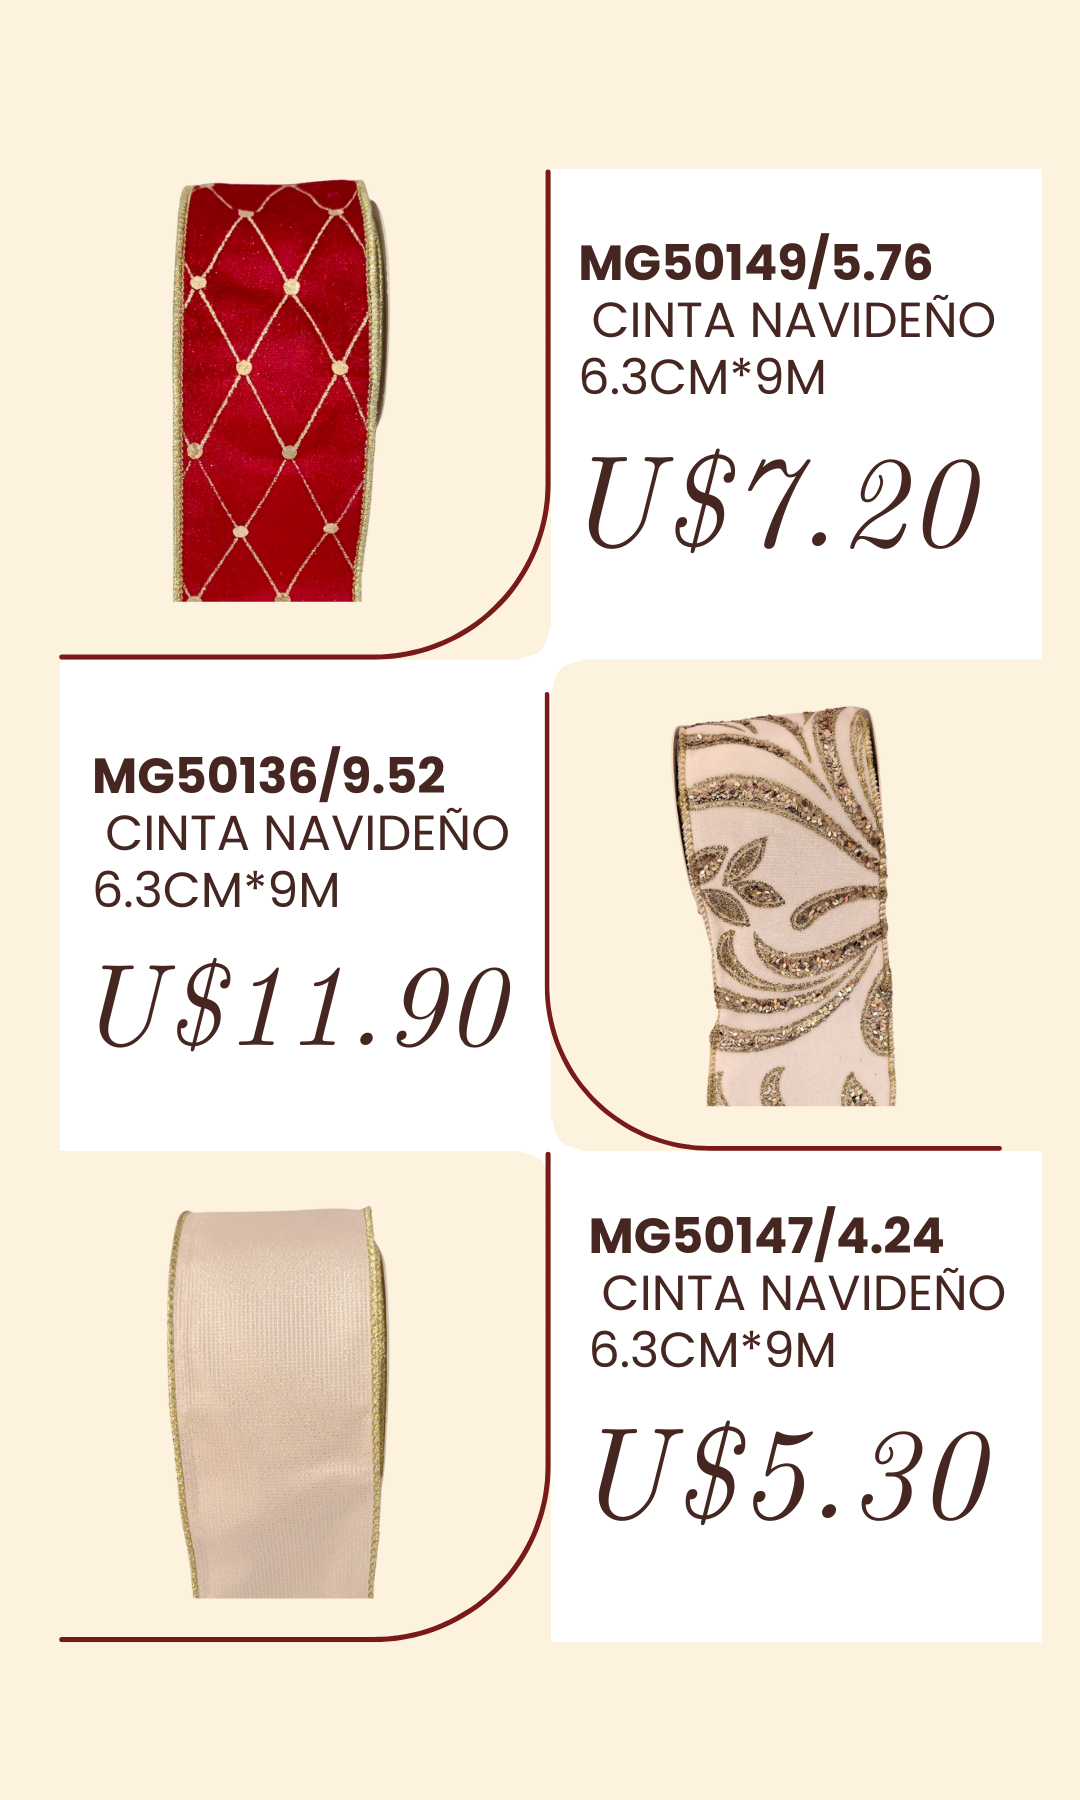 MG50149/5.76
CINTA NAVIDEÑO
6.3CM*9M
U$7.20
MG50136/9.52
CINTA NAVIDEÑO
6.3CM*9M
U$11.90
MG50147/4.24
CINTA NAVIDEÑO
6.3CM*9M
U$5.30